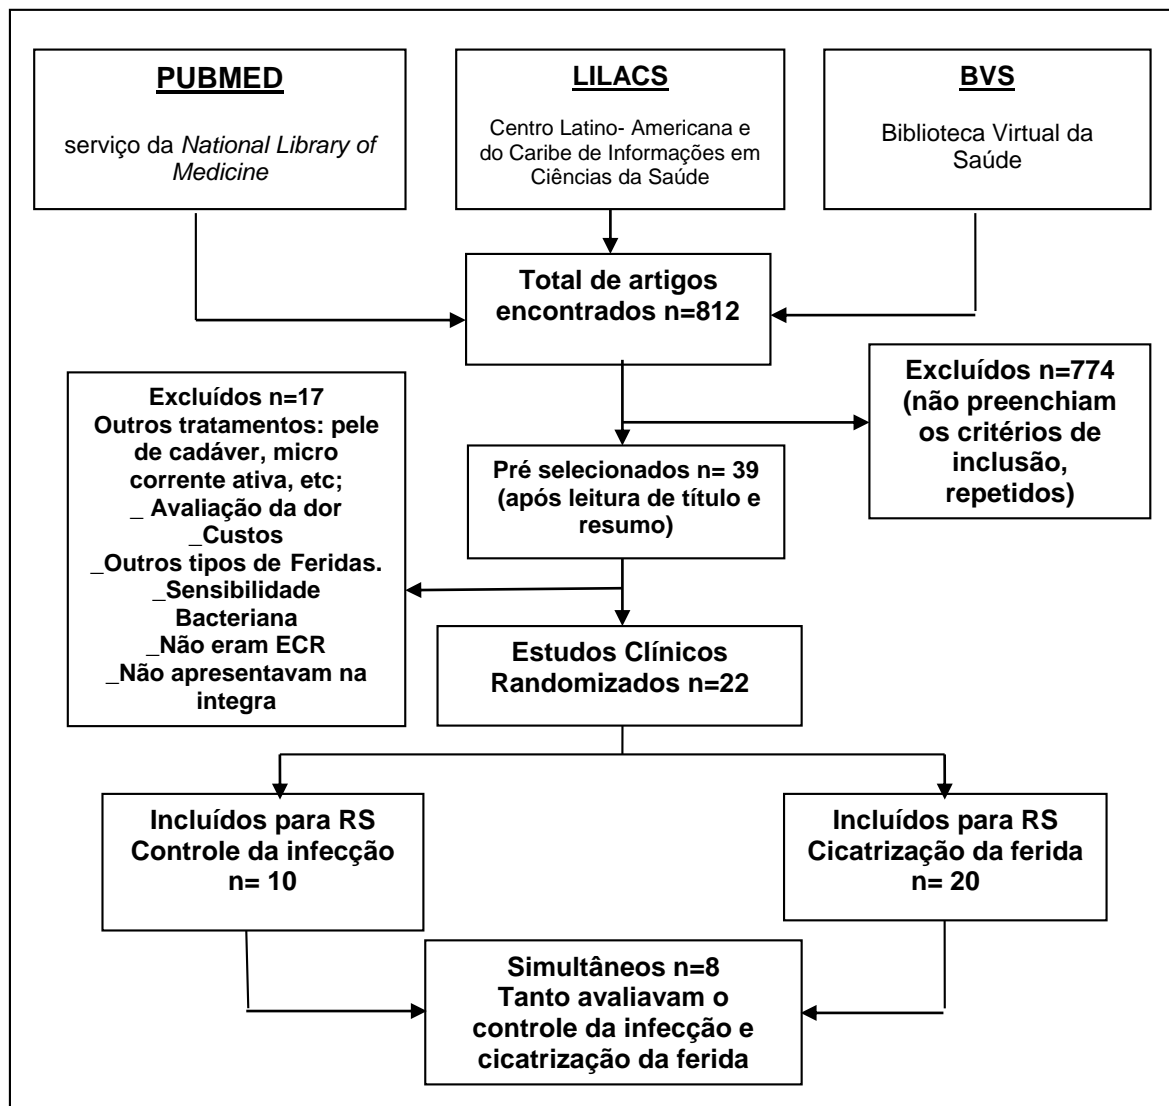 PUBMED
serviço da National Library of
Medicine
LILACS
Centro Latino- Americana e
do Caribe de Informações em
Ciências da Saúde
BVS
Biblioteca Virtual da
Saúde
Total de artigos
encontrados n=812
Excluídos n=774
(não preenchiam
os critérios de
inclusão,
repetidos)
Excluídos n=17
Outros tratamentos: pele
de cadáver, micro
corrente ativa, etc;
_ Avaliação da dor
_Custos
_Outros tipos de Feridas.
_Sensibilidade
Bacteriana
_Não eram ECR
_Não apresentavam na
integra
Pré selecionados n= 39
(após leitura de título e
resumo)
Estudos Clínicos
Randomizados n=22
Incluídos para RS
Controle da infecção
n= 10
Incluídos para RS
Cicatrização da ferida
n= 20
Simultâneos n=8
Tanto avaliavam o
controle da infecção e
cicatrização da ferida